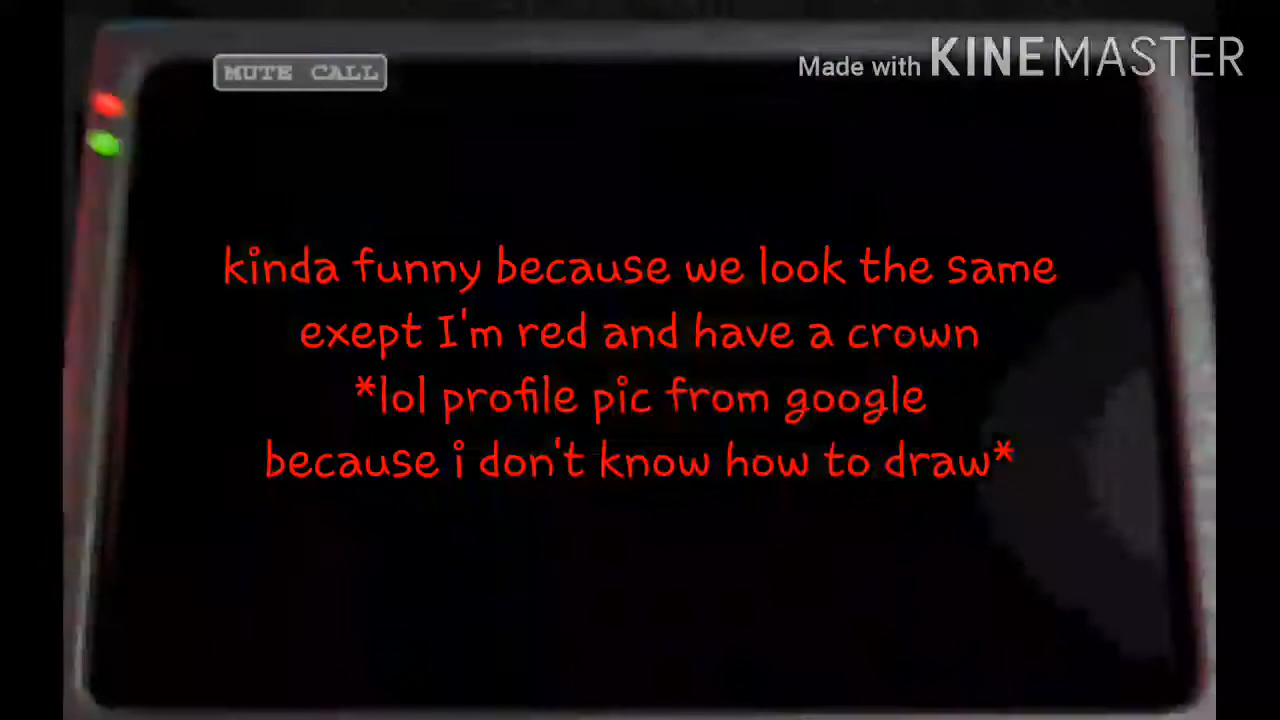 MUTE CALL
Made with KINEMASTER
kinda funny because we look the same
exept I'm red and have a crown
*lol profile pic from google
because i don't know how to draw*